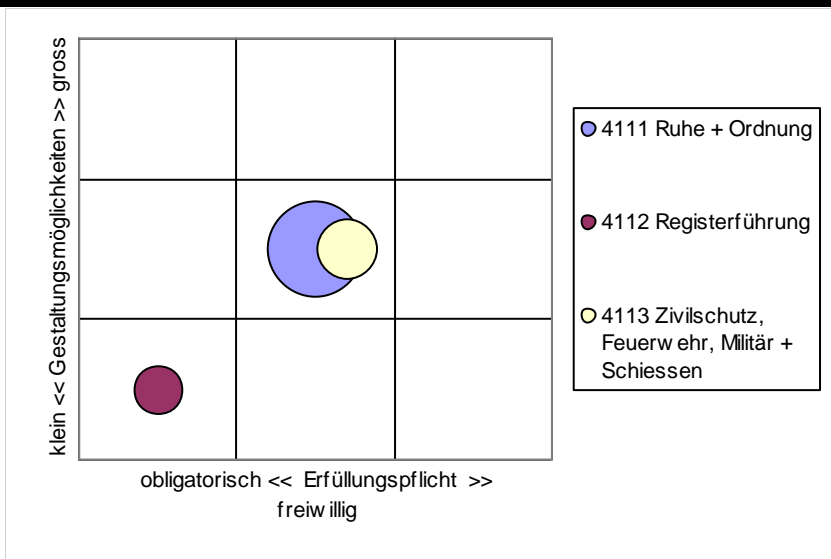 klein << Gestaltungsmöglichkeiten >> gross
4111 Ruhe + Ordnung
4112 Registerführung
4113 Zivilschutz,
Feuerwehr, Militär +
Schiessen
obligatorisch << Erfüllungspflicht >>
freiwillig